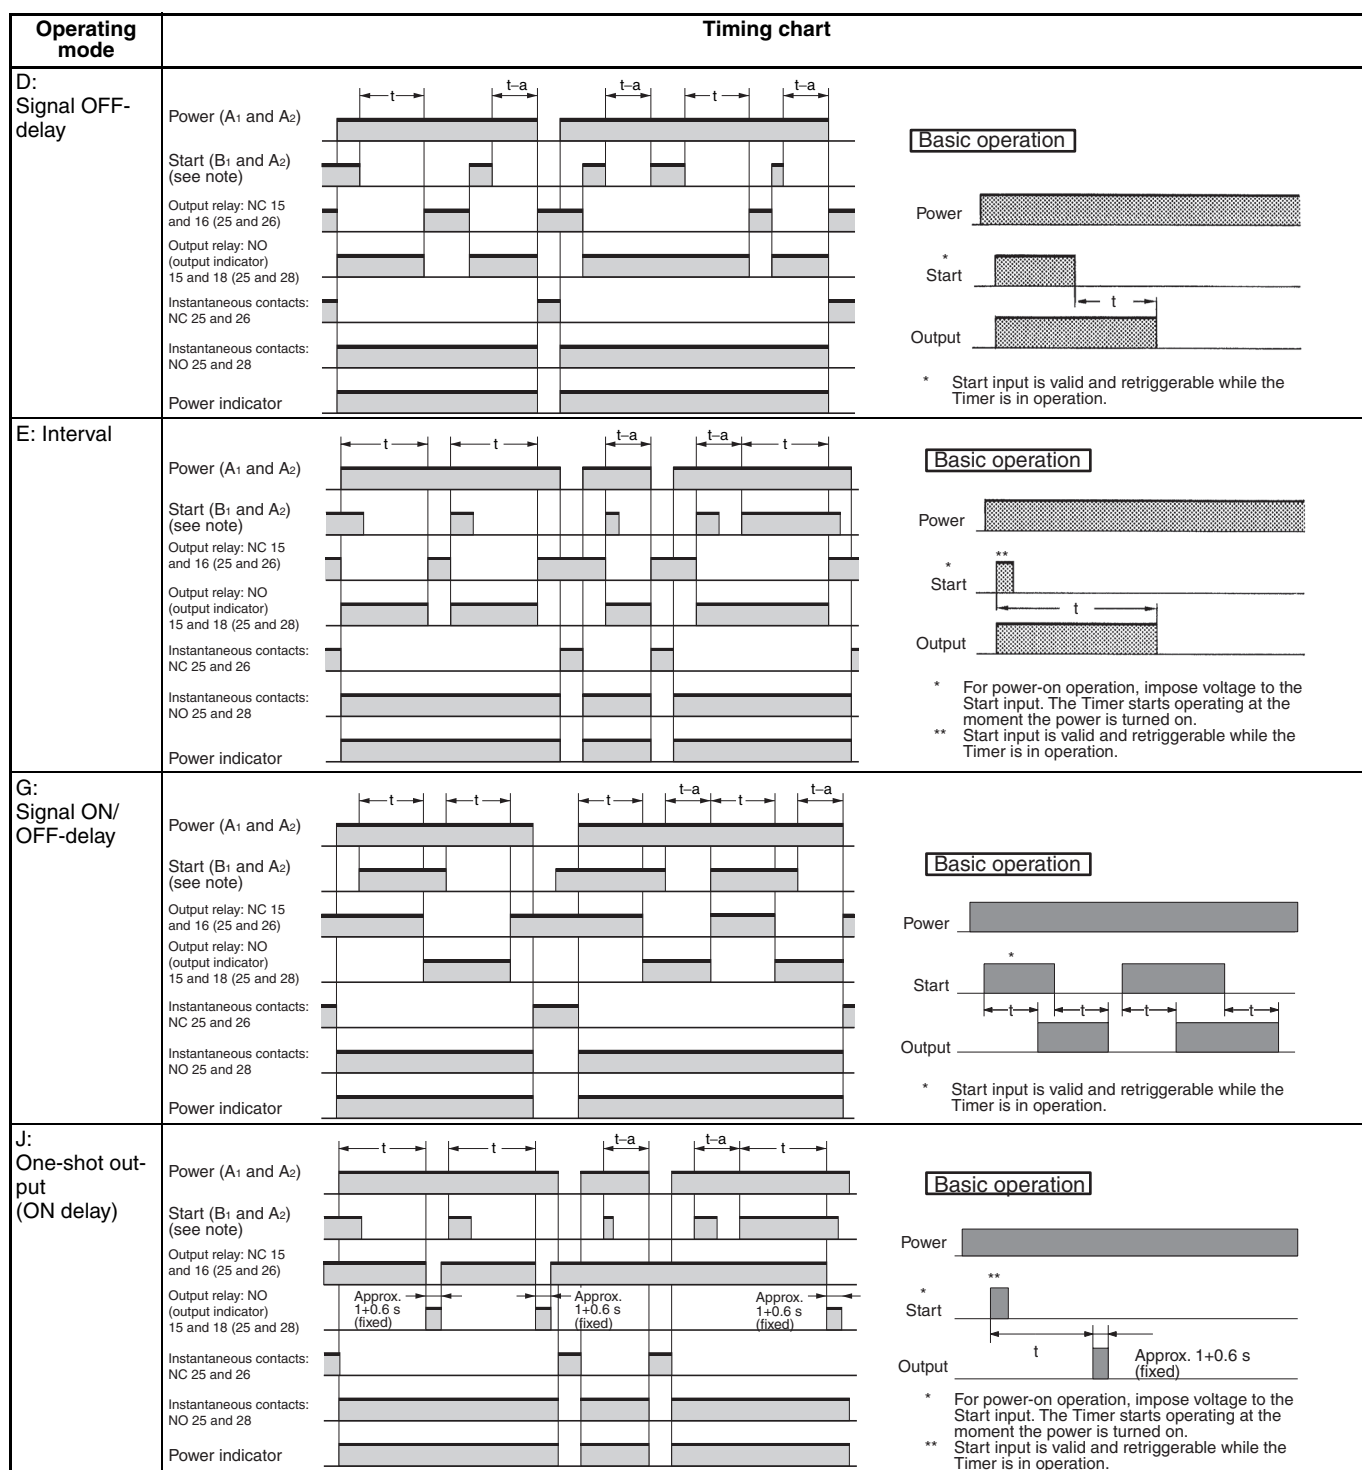 Operating mode
Timing chart
D:
Signal OFF-
delay
t
t–a
t–a
t
t–a
Power (A1 and A2)
Start (B1 and A2)
(see note)
Output relay: NC 15
and 16 (25 and 26)
Output relay: NO
(output indicator)
15 and 18 (25 and 28)
Instantaneous contacts:
NC 25 and 26
Instantaneous contacts:
NO 25 and 28
Power indicator
Basic operation
Power
*
Start
t
Output
* Start input is valid and retriggerable while the
Timer is in operation.
E: Interval
t
t
t–a
t–a
t
Power (A1 and A2)
Start (B1 and A2)
(see note)
Output relay: NC 15
and 16 (25 and 26)
Output relay: NO
(output indicator)
15 and 18 (25 and 28)
Instantaneous contacts:
NC 25 and 26
Instantaneous contacts:
NO 25 and 28
Power indicator
Basic operation
Power
**
*
Start
t
Output
* For power-on operation, impose voltage to the
Start input. The Timer starts operating at the
moment the power is turned on.
** Start input is valid and retriggerable while the
Timer is in operation.
G:
Signal ON/
OFF-delay
t
t
t
t–a
t
t–a
Power (A1 and A2)
Start (B1 and A2)
(see note)
Output relay: NC 15
and 16 (25 and 26)
Output relay: NO
(output indicator)
15 and 18 (25 and 28)
Instantaneous contacts:
NC 25 and 26
Instantaneous contacts:
NO 25 and 28
Power indicator
Basic operation
Power
*
Start
t
t
t
t
Output
* Start input is valid and retriggerable while the
Timer is in operation.
J:
One-shot out-
put
(ON delay)
t
t
t–a
t–a
t
Power (A1 and A2)
Start (B1 and A2)
(see note)
Output relay: NC 15
and 16 (25 and 26)
Output relay: NO
(output indicator)
15 and 18 (25 and 28)
Approx.
1+0.6 s
(fixed)
Approx.
1+0.6 s
(fixed)
Approx.
1+0.6 s
(fixed)
Instantaneous contacts:
NC 25 and 26
Instantaneous contacts:
NO 25 and 28
Power indicator
Basic operation
Power
**
*
Start
t
Approx. 1+0.6 s
(fixed)
Output
* For power-on operation, impose voltage to the
Start input. The Timer starts operating at the
moment the power is turned on.
** Start input is valid and retriggerable while the
Timer is in operation.